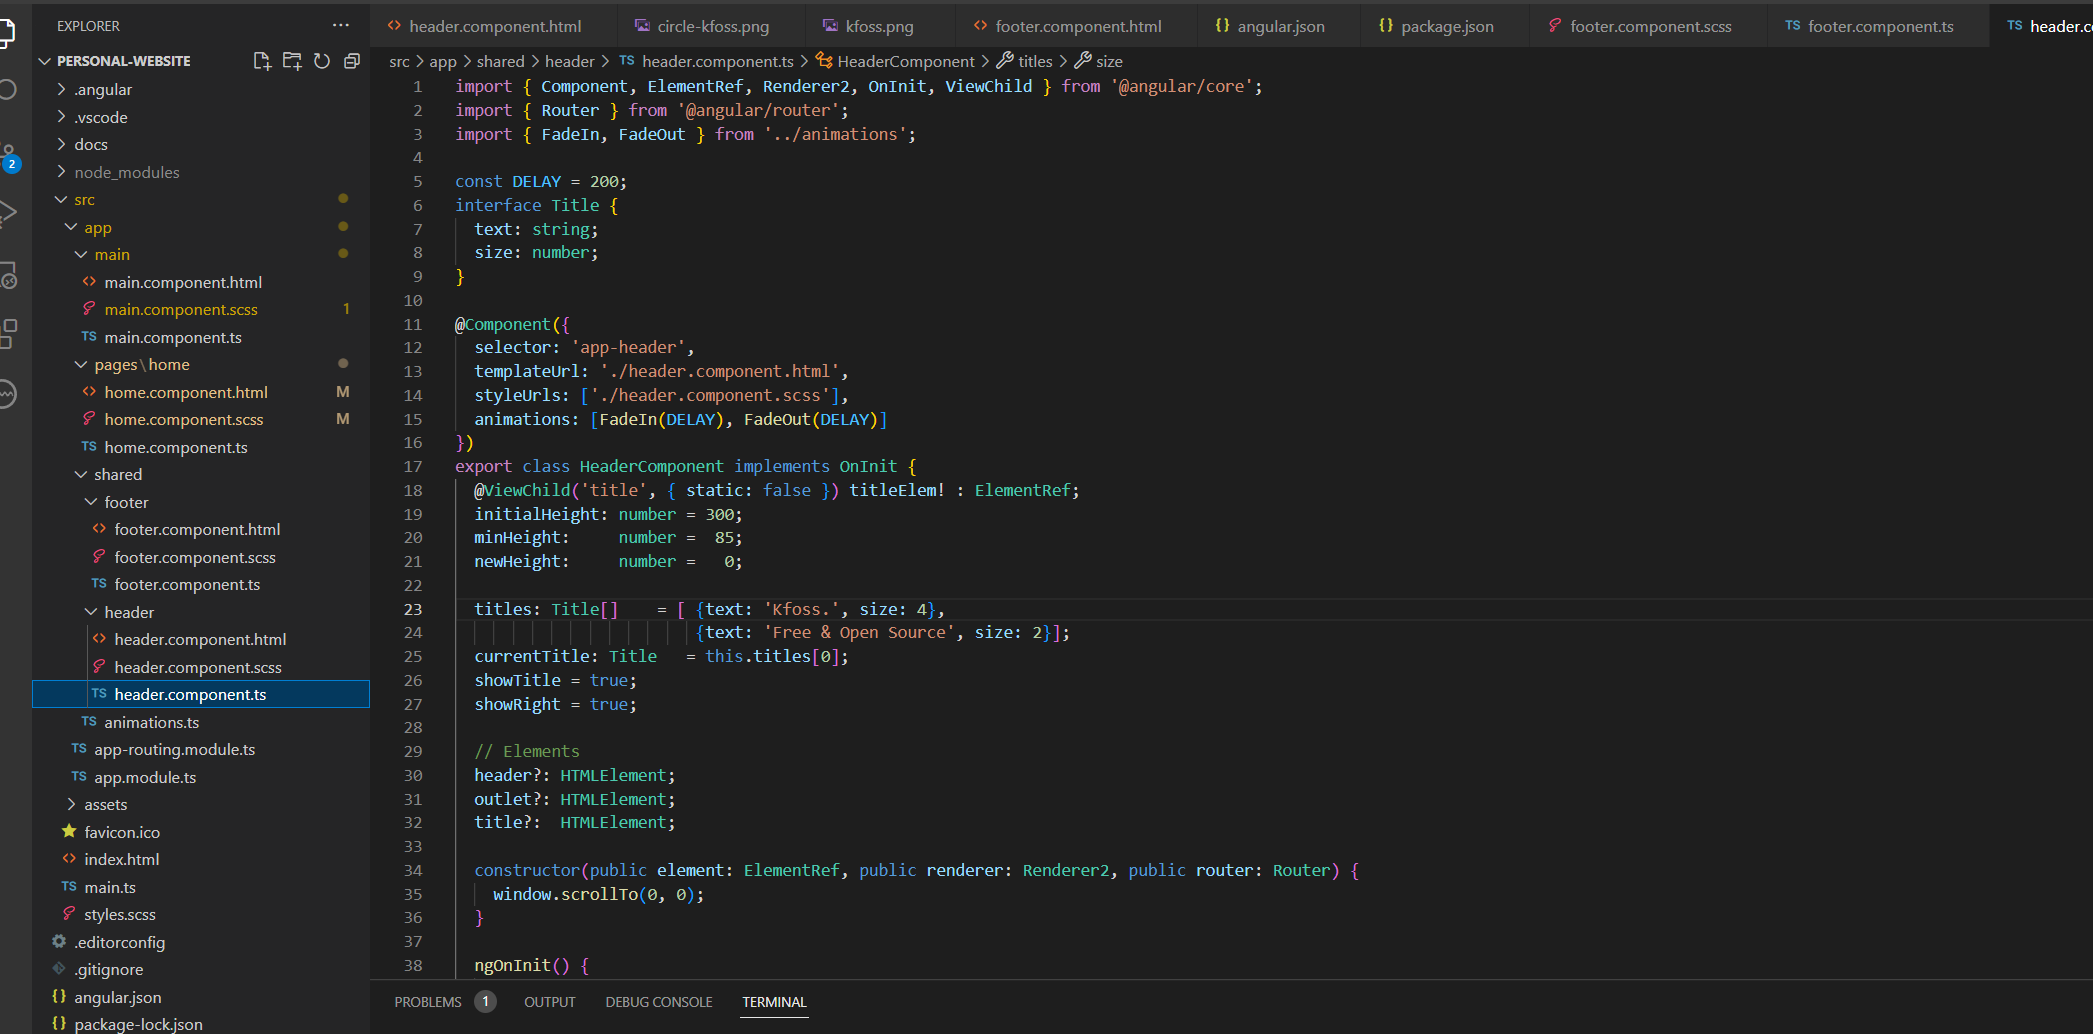 EXPLORER
PERSONAL-WEBSITE
.angular
.vscode
docs
node_modules
src
app
main
main.component.html
main.component.scss 1
main.component.ts
pages\home
home.component.html M
home.component.scss M
home.component.ts
shared
footer
footer.component.html
footer.component.scss
TS footer.component.ts
header
header.component.html
header.component.scss
TS header.component.ts
TS animations.ts
TS app-routing.module.ts
TS app.module.ts
assets
favicon.ico
index.html
TS main.ts
styles.scss
.editorconfig
.gitignore
{} angular.json
{} package-lock.json
2
header.component.html circle-kfoss.png kfoss.png footer.component.html {} angular.json {} package.json footer.component.scss TS footer.component.ts TS header.c
src > app > shared > header > TS header.component.ts > HeaderComponent > titles > size
1 import { Component, ElementRef, Renderer2, OnInit, ViewChild } from '@angular/core';
2 import { Router } from '@angular/router';
3 import { FadeIn, FadeOut } from '../animations';
4
5 const DELAY = 200;
6 interface Title {
7 text: string;
8 size: number;
9 }
10
11 @Component({
12 selector: 'app-header',
13 templateUrl: './header.component.html',
14 styleUrls: ['./header.component.scss'],
15 animations: [FadeIn(DELAY), FadeOut(DELAY)]
16 })
17 export class HeaderComponent implements OnInit {
18 @ViewChild('title', { static: false }) titleElem! : ElementRef;
19 initialHeight: number = 300;
20 minHeight: number = 85;
21 newHeight: number = 0;
22
23 titles: Title[] = [ {text: 'Kfoss.', size: 4},
24 {text: 'Free & Open Source', size: 2}];
25 currentTitle: Title = this.titles[0];
26 showTitle = true;
27 showRight = true;
28
29 // Elements
30 header?: HTMLElement;
31 outlet?: HTMLElement;
32 title?: HTMLElement;
33
34 constructor(public element: ElementRef, public renderer: Renderer2, public router: Router) {
35 window.scrollTo(0, 0);
36 }
37
38 ngOnInit() {
PROBLEMS 1 OUTPUT DEBUG CONSOLE TERMINAL